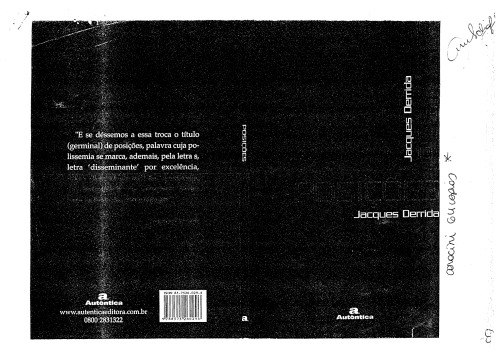 "E se déssemos a essa troca o título
(germinal) de posições, palavra cuja po-
lissemia se marca, ademais, pela letra s,
letra 'disseminante' por excelência,
a
Autêntica
www.autenticaeditora.com.br
0800 2831322
POSIÇÕES
a
Jacques Derrida
Jacques Derrida
a
Autêntica